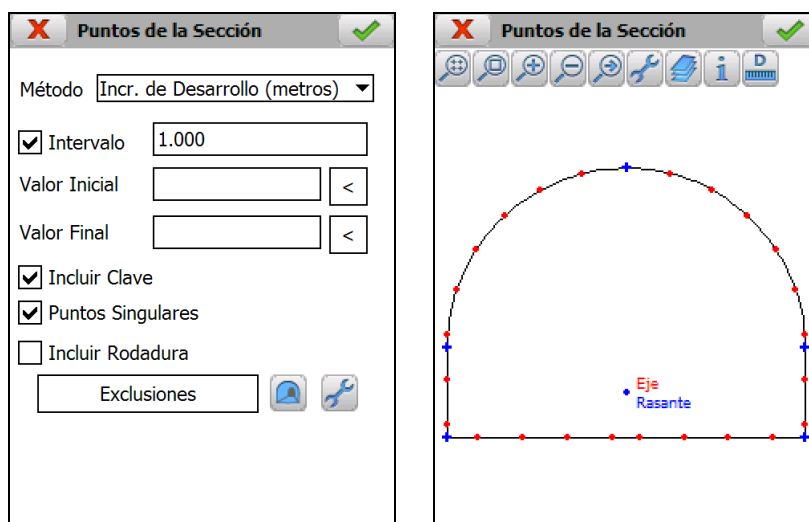 Puntos de la Sección
Método Incr. de Desarrollo (metros)
Intervalo 1.000
Valor Inicial <
Valor Final <
Incluir Clave
Puntos Singulares
Incluir Rodadura
Exclusiones
Puntos de la Sección
i D
Eje
Rasante